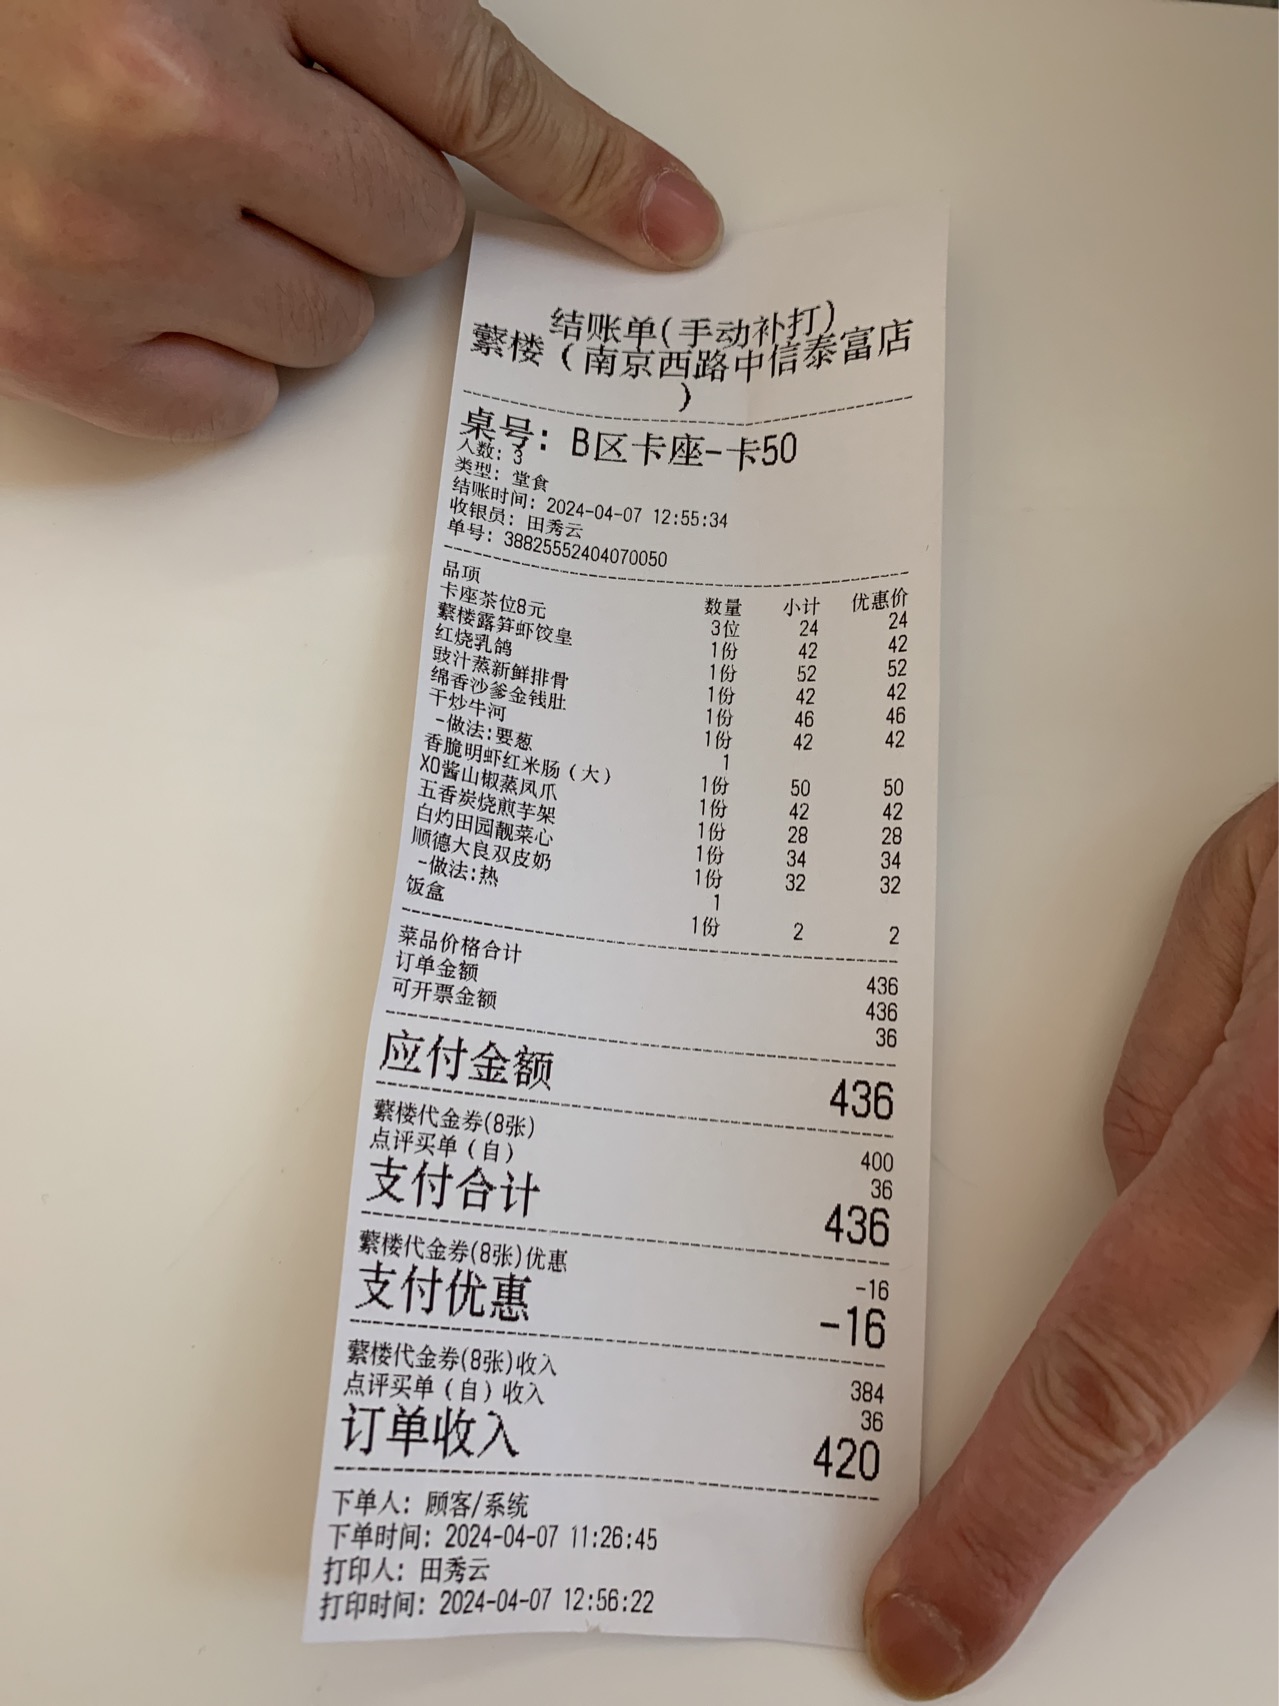 结账单(手动补打)
蘩楼（南京西路中信泰富店
）
桌号：B区卡座-卡50
人数：3
类型：堂食
结账时间：2024-04-07 12:55:34
收银员：田秀云
单号：38825552404070050
品项 数量 小计 优惠价
卡座茶位8元 3位 24 24
蘩楼露笋虾饺皇 1份 42 42
红烧乳鸽 1份 52 52
豉汁蒸新鲜排骨 1份 42 42
绵香沙爹金钱肚 1份 46 46
干炒牛河 1份 42 42
-做法:要葱 1
香脆明虾红米肠（大） 1份 50 50
XO酱山椒蒸凤爪 1份 42 42
五香炭烧煎芋架 1份 28 28
白灼田园靓菜心 1份 34 34
顺德大良双皮奶 1份 32 32
-做法:热 1
饭盒 1份 2 2
菜品价格合计 436
订单金额 436
可开票金额 36
应付金额 436
蘩楼代金券(8张) 400
点评买单（自） 36
支付合计 436
蘩楼代金券(8张)优惠 -16
支付优惠 -16
蘩楼代金券(8张)收入 384
点评买单（自）收入 36
订单收入 420
下单人：顾客/系统
下单时间：2024-04-07 11:26:45
打印人：田秀云
打印时间：2024-04-07 12:56:22